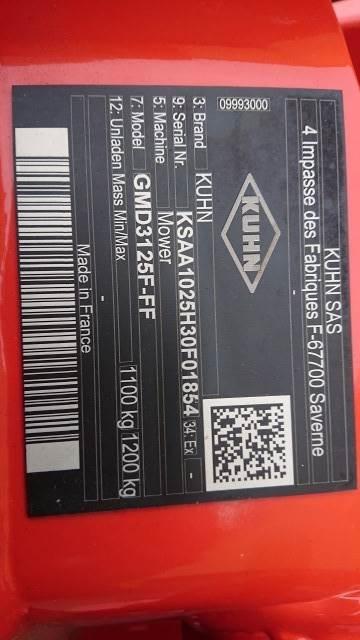 KUHN SAS
4 Impasse des Fabriques F-67700 Saverne
09993000
KUHN
3: Brand KUHN
9: Serial Nr. KSAA1025H30F01854 34: Ex -
5: Machine Mower
7: Model GMD3125F-FF
12: Unladen Mass Min/Max 1100 kg 1200 kg
-
Made in France